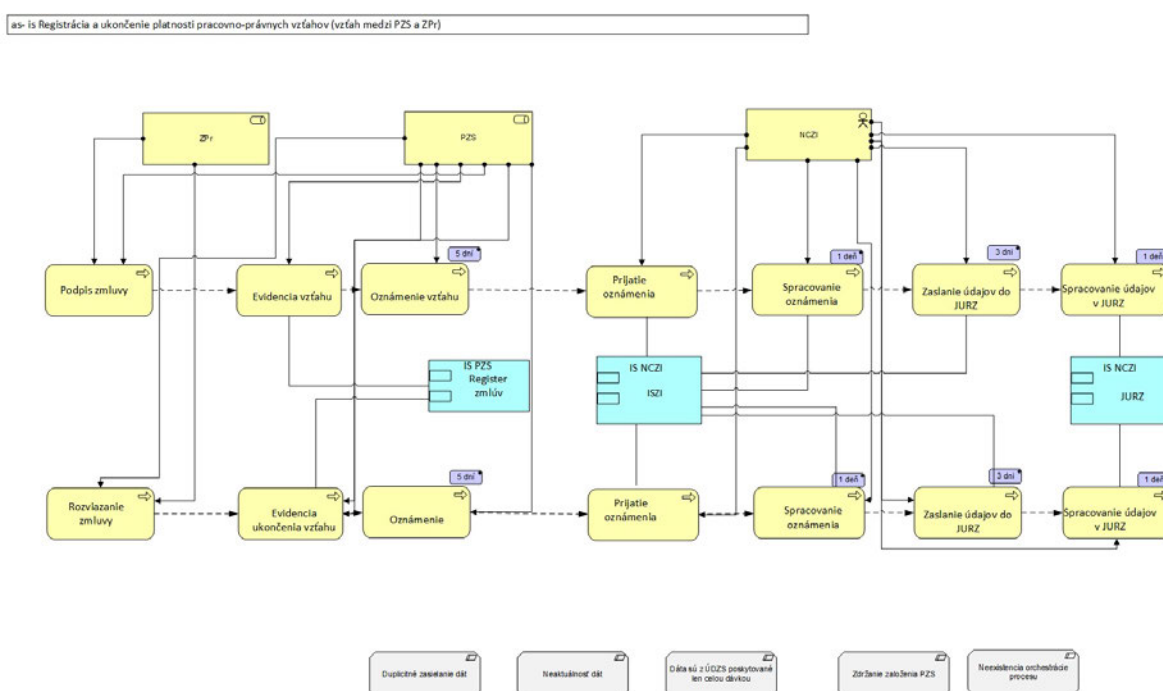 as- is Registrácia a ukončenie platnosti pracovno-právnych vzťahov (vzťah medzi PZS a ZPr)
ZPr
PZS
NCZI
5 dní
1 deň
3 dni
1 deň
Podpis zmluvy
Evidencia vzťahu
Oznámenie vzťahu
Prijatie
oznámenia
Spracovanie
oznámenia
Zaslanie údajov do
JURZ
Spracovanie údajov
v JURZ
IS PZS
Register
zmlúv
IS NCZI
ISZI
IS NCZI
JURZ
5 dní
1 deň
3 dní
1 deň
Rozviazanie
zmluvy
Evidencia
ukončenia vzťahu
Oznámenie
Prijatie
oznámenia
Spracovanie
oznámenia
Zaslanie údajov do
JURZ
Spracovanie údajov
v JURZ
Duplicitné zasielanie dát
Neaktuálnosť dát
Dáta sú z ÚDZS poskytované
len celou dávkou
Zdržanie založenia PZS
Neexistencia orchestrácie
procesu